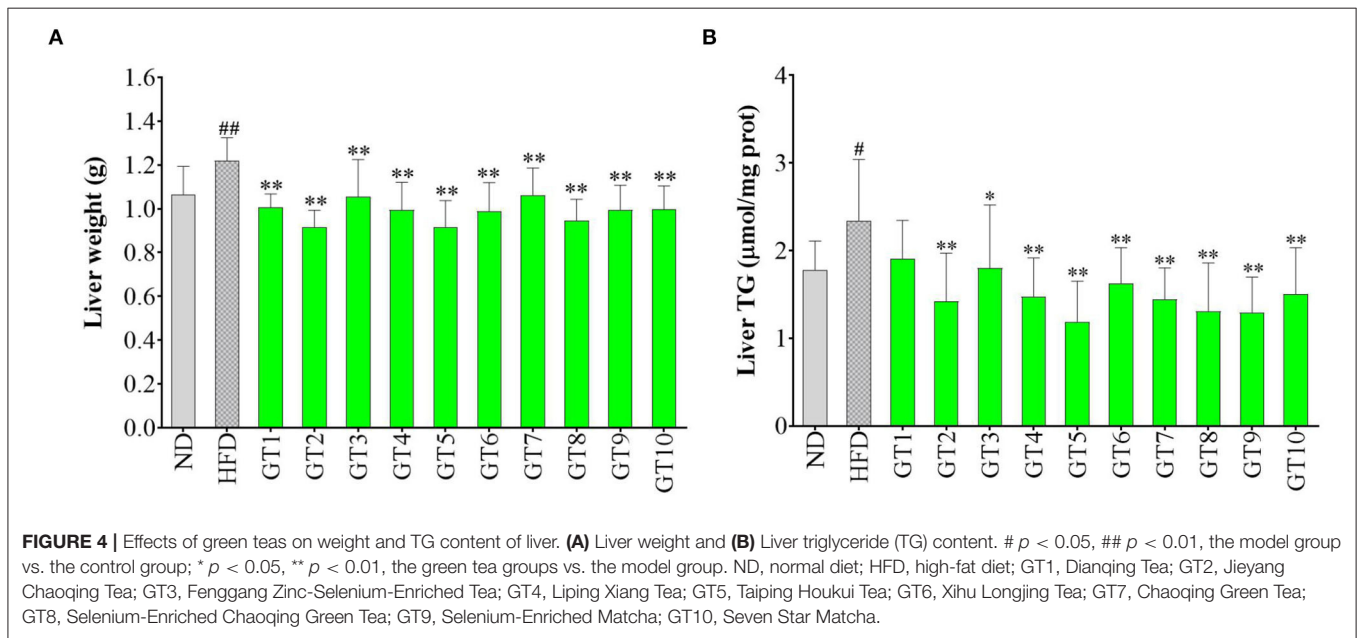 A
B
Liver weight (g)
1.6
1.4
1.2
1.0
0.8
0.6
0.4
0.2
0.0
##
**
**
**
**
**
**
**
**
**
**
ND
HFD
GT1
GT2
GT3
GT4
GT5
GT6
GT7
GT8
GT9
GT10
Liver TG (μmol/mg prot)
4
3
2
1
0
#
**
*
**
**
**
**
**
**
**
ND
HFD
GT1
GT2
GT3
GT4
GT5
GT6
GT7
GT8
GT9
GT10
FIGURE 4 | Effects of green teas on weight and TG content of liver. (A) Liver weight and (B) Liver triglyceride (TG) content. # p < 0.05, ## p < 0.01, the model group
vs. the control group; * p < 0.05, ** p < 0.01, the green tea groups vs. the model group. ND, normal diet; HFD, high-fat diet; GT1, Dianqing Tea; GT2, Jieyang
Chaoqing Tea; GT3, Fenggang Zinc-Selenium-Enriched Tea; GT4, Liping Xiang Tea; GT5, Taiping Houkui Tea; GT6, Xihu Longjing Tea; GT7, Chaoqing Green Tea;
GT8, Selenium-Enriched Chaoqing Green Tea; GT9, Selenium-Enriched Matcha; GT10, Seven Star Matcha.